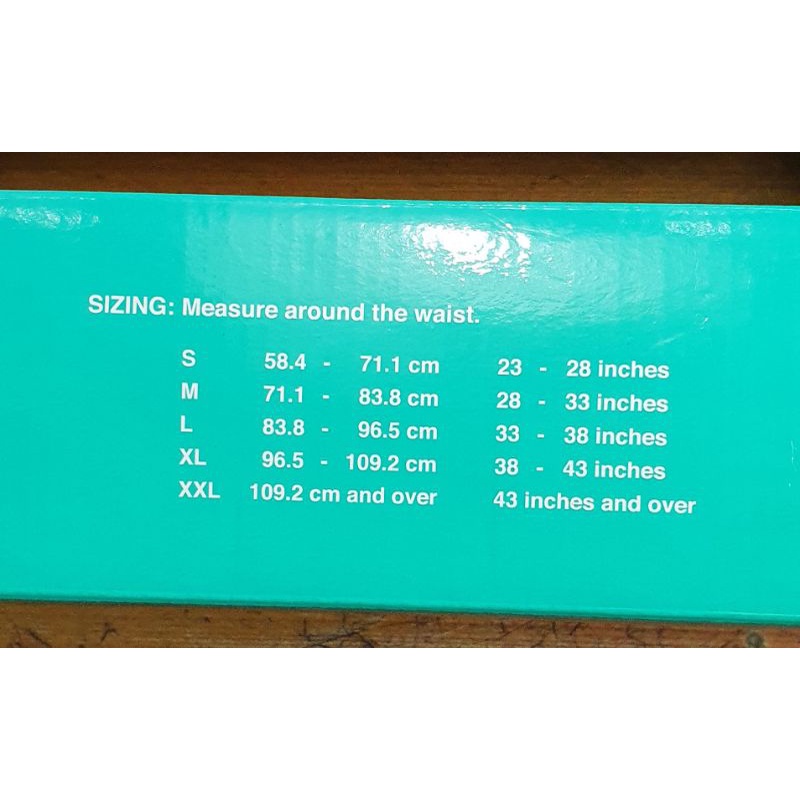 SIZING: Measure around the waist.
S 58.4 - 71.1 cm 23 - 28 inches
M 71.1 - 83.8 cm 28 - 33 inches
L 83.8 - 96.5 cm 33 - 38 inches
XL 96.5 - 109.2 cm 38 - 43 inches
XXL 109.2 cm and over 43 inches and over